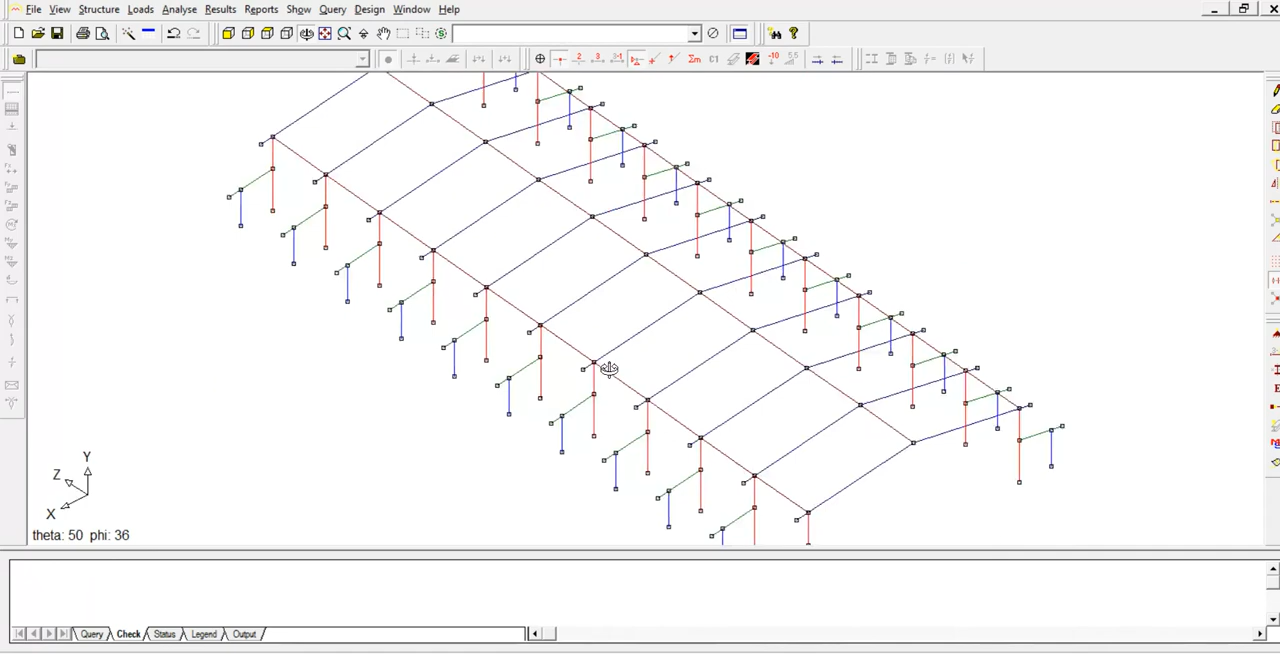 File View Structure Loads Analyse Results Reports Show Query Design Window Help
Y
Z
X
theta: 50 phi: 36
Query Check Status Legend Output